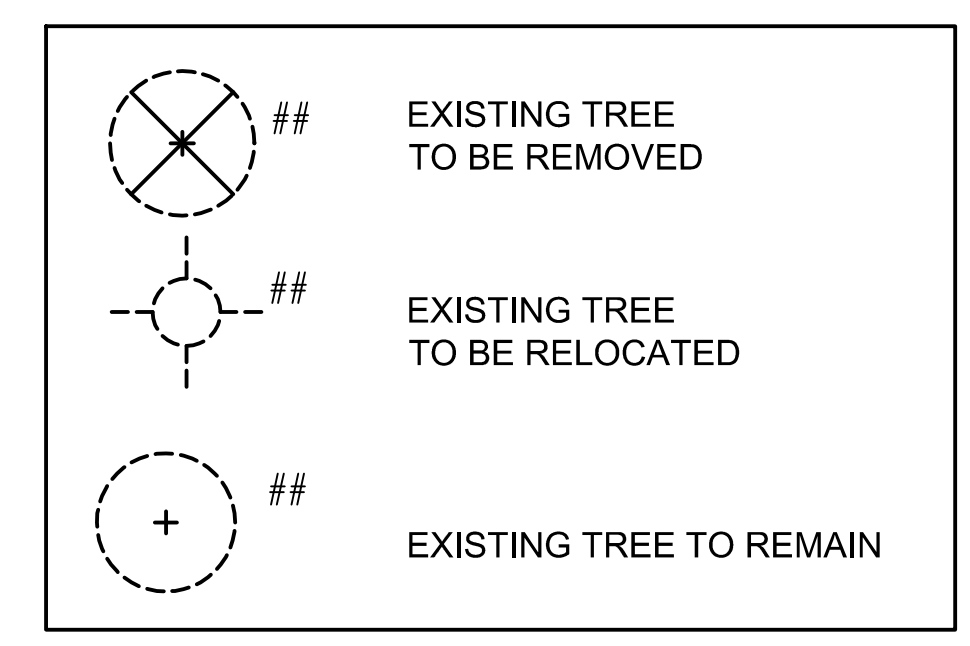 ## EXISTING TREE
TO BE REMOVED
## EXISTING TREE
TO BE RELOCATED
##
EXISTING TREE TO REMAIN